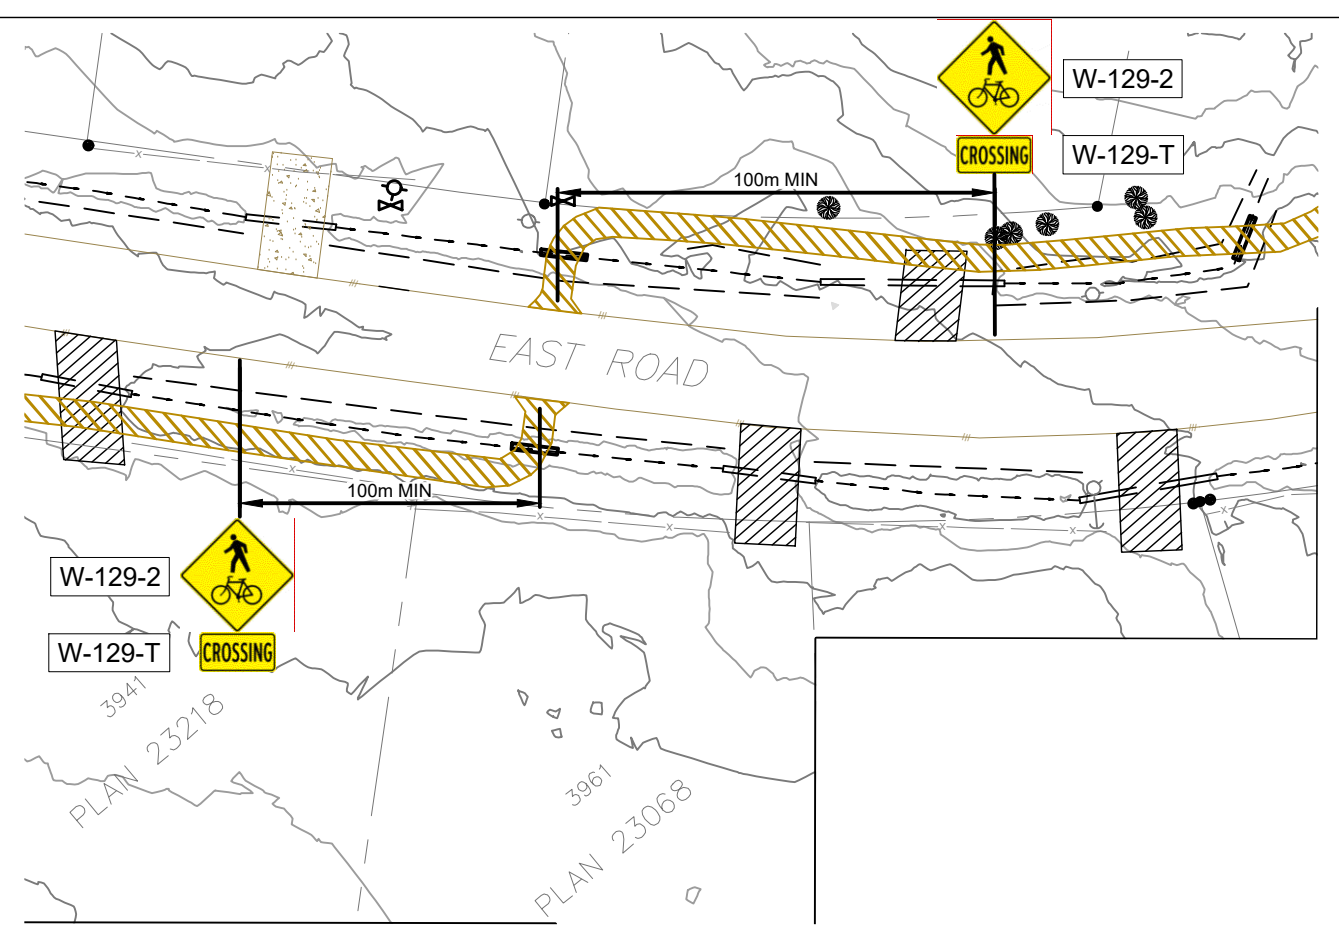 W-129-2
CROSSING
W-129-T
100m MIN
EAST ROAD
100m MIN
W-129-2
W-129-T
CROSSING
3941
PLAN 23218
3961
PLAN 23068